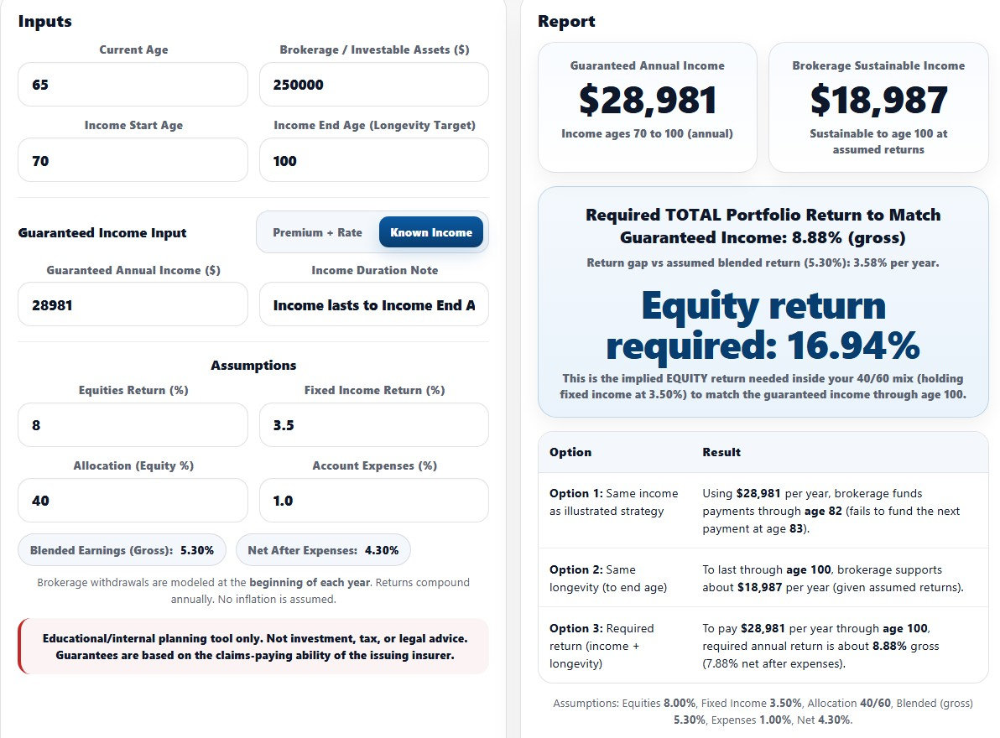 Inputs
Current Age
Brokerage / Investable Assets ($)
65
250000
Income Start Age
Income End Age (Longevity Target)
70
100
Guaranteed Income Input
Premium + Rate
Known Income
Guaranteed Annual Income ($)
Income Duration Note
28981
Income lasts to Income End A
Assumptions
Equities Return (%)
Fixed Income Return (%)
8
3.5
Allocation (Equity %)
Account Expenses (%)
40
1.0
Blended Earnings (Gross): 5.30%
Net After Expenses: 4.30%
Brokerage withdrawals are modeled at the beginning of each year. Returns compound
annually. No inflation is assumed.
Educational/internal planning tool only. Not investment, tax, or legal advice.
Guarantees are based on the claims-paying ability of the issuing insurer.
Report
Guaranteed Annual Income
$28,981
Income ages 70 to 100 (annual)
Brokerage Sustainable Income
$18,987
Sustainable to age 100 at
assumed returns
Required TOTAL Portfolio Return to Match
Guaranteed Income: 8.88% (gross)
Return gap vs assumed blended return (5.30%): 3.58% per year.
Equity return
required: 16.94%
This is the implied EQUITY return needed inside your 40/60 mix (holding
fixed income at 3.50%) to match the guaranteed income through age 100.
Option
Result
Option 1: Same income
as illustrated strategy
Using $28,981 per year, brokerage funds
payments through age 82 (fails to fund the next
payment at age 83).
Option 2: Same
longevity (to end age)
To last through age 100, brokerage supports
about $18,987 per year (given assumed returns).
Option 3: Required
return (income +
longevity)
To pay $28,981 per year through age 100,
required annual return is about 8.88% gross
(7.88% net after expenses).
Assumptions: Equities 8.00%, Fixed Income 3.50%, Allocation 40/60, Blended (gross)
5.30%, Expenses 1.00%, Net 4.30%.